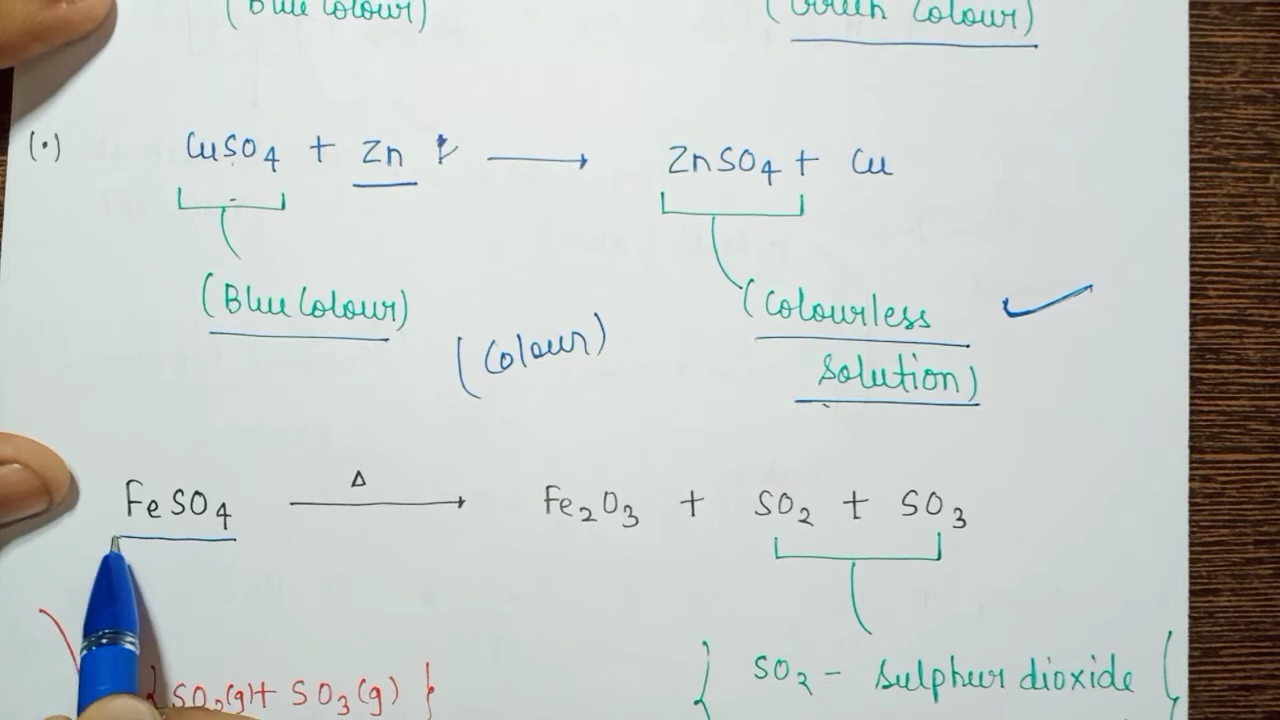 (Blue Colour)
(Green Colour)
(•) CuSO4 + Zn → ZnSO4 + Cu
(Blue Colour)
(Colourless
solution)
(Colour)
FeSO4 Δ→ Fe2O3 + SO2 + SO3
{SO2(g) + SO3(g)}
SO2 - Sulphur dioxide